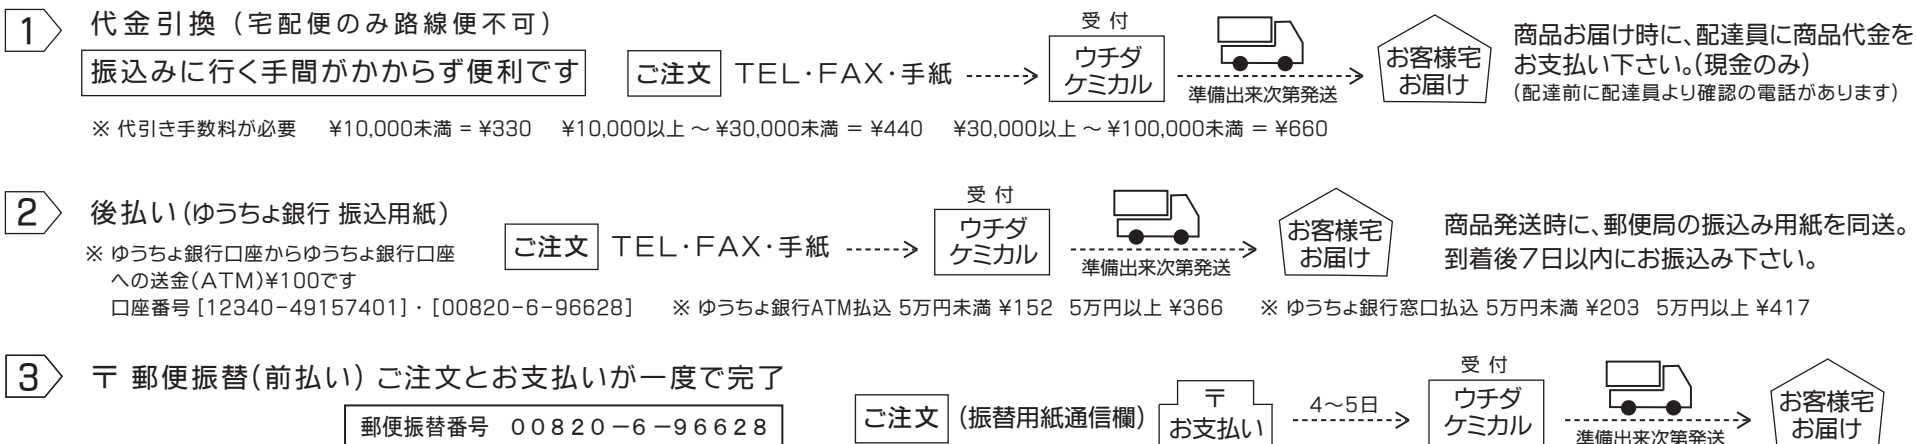 1 代金引換（宅配便のみ路線便不可）
振込みに行く手間がかからず便利です
ご注文 TEL・FAX・手紙
受付
ウチダ
ケミカル
準備出来次第発送
お客様宅
お届け
商品お届け時に、配達員に商品代金を
お支払い下さい。(現金のみ)
(配達前に配達員より確認の電話があります)
※ 代引き手数料が必要 ¥10,000未満 = ¥330 ¥10,000以上 ～ ¥30,000未満 = ¥440 ¥30,000以上 ～ ¥100,000未満 = ¥660
2 後払い(ゆうちょ銀行 振込用紙)
※ ゆうちょ銀行口座からゆうちょ銀行口座
への送金(ATM)¥100です
口座番号 [12340-49157401]・[00820-6-96628]
ご注文 TEL・FAX・手紙
受付
ウチダ
ケミカル
準備出来次第発送
お客様宅
お届け
商品発送時に、郵便局の振込み用紙を同送。
到着後7日以内にお振込み下さい。
※ ゆうちょ銀行ATM払込 5万円未満 ¥152 5万円以上 ¥366 ※ ゆうちょ銀行窓口払込 5万円未満 ¥203 5万円以上 ¥417
3 〒 郵便振替(前払い) ご注文とお支払いが一度で完了
郵便振替番号 00820-6-96628
ご注文 (振替用紙通信欄)
〒
お支払い
4～5日
受付
ウチダ
ケミカル
準備出来次第発送
お客様宅
お届け